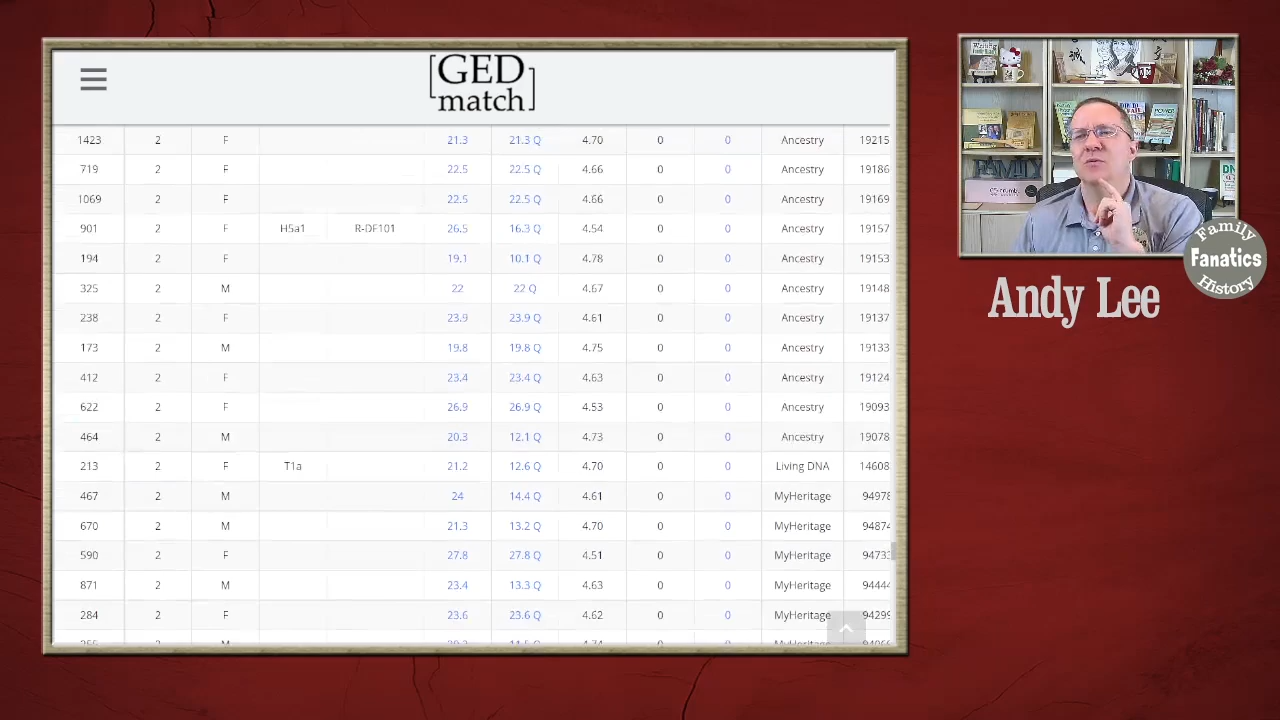 [GED
match]
1423 2 F 21.3 21.3 Q 4.70 0 0 Ancestry 19215
719 2 F 22.5 22.5 Q 4.66 0 0 Ancestry 19186
1069 2 F 22.5 22.5 Q 4.66 0 0 Ancestry 19169
901 2 F H5a1 R-DF101 26.3 16.3 Q 4.54 0 0 Ancestry 19157
194 2 F 19.1 10.1 Q 4.78 0 0 Ancestry 19153
325 2 M 22 22 Q 4.67 0 0 Ancestry 19148
238 2 F 23.9 23.9 Q 4.61 0 0 Ancestry 19137
173 2 M 19.8 19.8 Q 4.75 0 0 Ancestry 19133
412 2 F 23.4 23.4 Q 4.63 0 0 Ancestry 19124
622 2 F 26.9 26.9 Q 4.53 0 0 Ancestry 19093
464 2 M 20.3 12.1 Q 4.73 0 0 Ancestry 19078
213 2 F T1a 21.2 12.6 Q 4.70 0 0 Living DNA 14608
467 2 M 24 14.4 Q 4.61 0 0 MyHeritage 94978
670 2 M 21.3 13.2 Q 4.70 0 0 MyHeritage 94874
590 2 F 27.8 27.8 Q 4.51 0 0 MyHeritage 94733
871 2 M 23.4 13.3 Q 4.63 0 0 MyHeritage 94444
284 2 F 23.6 23.6 Q 4.62 0 0 MyHeritage 94299
FAMILY
Family
Fanatics
History
Andy Lee